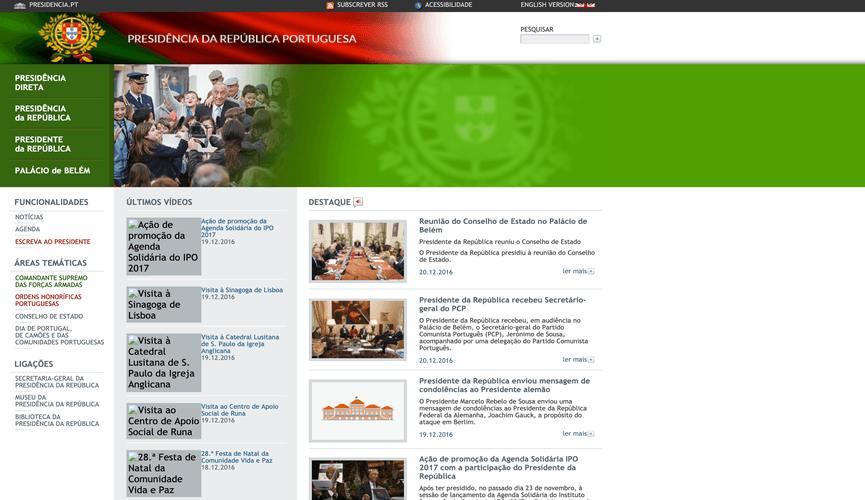 PRESIDENCIA.PT
SUBSCREVER RSS
ACESSIBILIDADE
ENGLISH VERSION
PRESIDÊNCIA DA REPÚBLICA PORTUGUESA
PESQUISAR
PRESIDÊNCIA
DIRETA
PRESIDÊNCIA
da REPÚBLICA
PRESIDENTE
da REPÚBLICA
PALÁCIO de BELÉM
FUNCIONALIDADES
NOTÍCIAS
AGENDA
ESCREVA AO PRESIDENTE
ÁREAS TEMÁTICAS
COMANDANTE SUPREMO
DAS FORÇAS ARMADAS
ORDENS HONORÍFICAS
PORTUGUESAS
CONSELHO DE ESTADO
DIA DE PORTUGAL,
DE CAMÕES E DAS
COMUNIDADES PORTUGUESAS
LIGAÇÕES
SECRETARIA-GERAL DA
PRESIDÊNCIA DA REPÚBLICA
MUSEU DA
PRESIDÊNCIA DA REPÚBLICA
BIBLIOTECA DA
PRESIDÊNCIA DA REPÚBLICA
ÚLTIMOS VÍDEOS
Ação de
promoção da
Agenda
Solidária do IPO
2017
Ação de promoção da
Agenda Solidária do IPO
2017
19.12.2016
Visita à
Sinagoga de
Lisboa
Visita à Sinagoga de Lisboa
19.12.2016
Visita à
Catedral
Lusitana de S.
Paulo da Igreja
Anglicana
Visita à Catedral Lusitana
de S. Paulo da Igreja
Anglicana
19.12.2016
Visita ao
Centro de Apoio
Social de Runa
Visita ao Centro de Apoio
Social de Runa
19.12.2016
28.ª Festa de
Natal da
Comunidade
Vida e Paz
28.ª Festa de Natal da
Comunidade Vida e Paz
18.12.2016
DESTAQUE
Reunião do Conselho de Estado no Palácio de
Belém
Presidente da República reuniu o Conselho de Estado
O Presidente da República presidiu à reunião do Conselho
de Estado.
20.12.2016
ler mais
Presidente da República recebeu Secretário-
geral do PCP
O Presidente da República recebeu, em audiência no
Palácio de Belém, o Secretário-geral do Partido
Comunista Português (PCP), Jerónimo de Sousa,
acompanhado por uma delegação do Partido Comunista
Português.
20.12.2016
ler mais
Presidente da República enviou mensagem de
condolências ao Presidente alemão
O Presidente Marcelo Rebelo de Sousa enviou uma
mensagem de condolências ao Presidente da República
Federal da Alemanha, Joachim Gauck, a propósito do
ataque em Berlim.
19.12.2016
ler mais
Ação de promoção da Agenda Solidária IPO
2017 com a participação do Presidente da
República
Após ter presidido, no passado dia 23 de novembro, à
sessão de lançamento da Agenda Solidária do Instituto